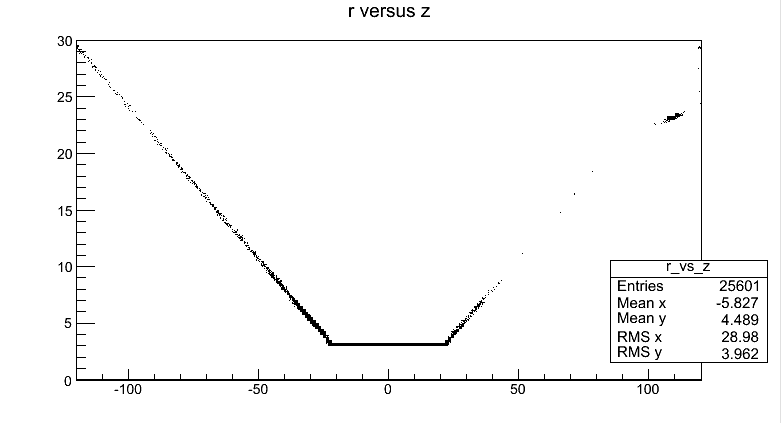 r versus z
30
25
20
15
10
5
0
-100
-50
0
50
100
r_vs_z
Entries 25601
Mean x -5.827
Mean y 4.489
RMS x 28.98
RMS y 3.962